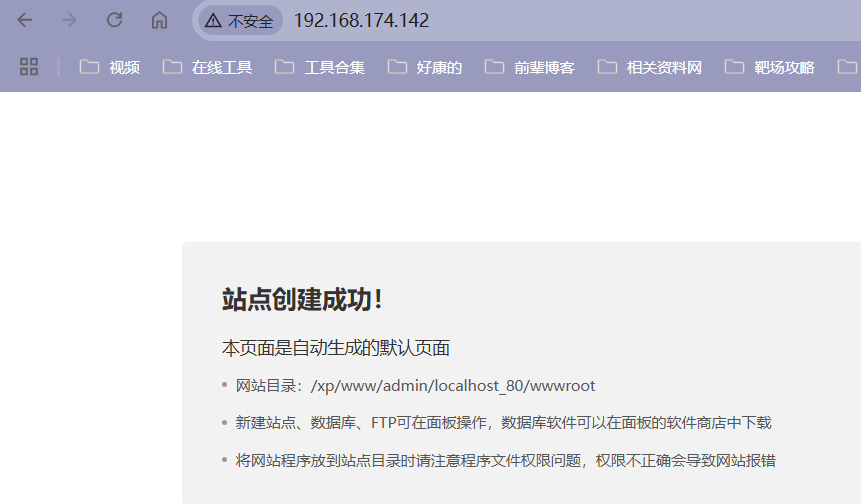 不安全 192.168.174.142
视频 在线工具 工具合集 好康的 前辈博客 相关资料网 靶场攻略
站点创建成功！
本页面是自动生成的默认页面
网站目录：/xp/www/admin/localhost_80/wwwroot
新建站点、数据库、FTP可在面板操作，数据库软件可以在面板的软件商店中下载
将网站程序放到站点目录时请注意程序文件权限问题，权限不正确会导致网站报错